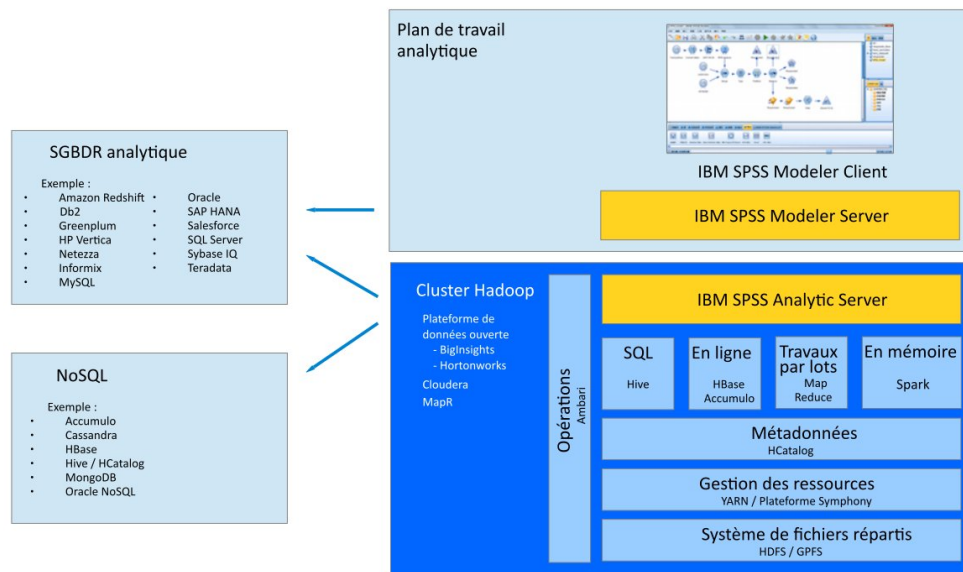 Plan de travail
analytique
IBM SPSS Modeler Client
IBM SPSS Modeler Server
SGBDR analytique
Exemple :
• Amazon Redshift
• Db2
• Greenplum
• HP Vertica
• Netezza
• Informix
• MySQL
• Oracle
• SAP HANA
• Salesforce
• SQL Server
• Sybase IQ
• Teradata
NoSQL
Exemple :
• Accumulo
• Cassandra
• HBase
• Hive / HCatalog
• MongoDB
• Oracle NoSQL
Cluster Hadoop
Plateforme de
données ouverte
- BigInsights
- Hortonworks
Cloudera
MapR
Opérations
Ambari
IBM SPSS Analytic Server
SQL
Hive
En ligne
HBase
Accumulo
Travaux
par lots
Map
Reduce
En mémoire
Spark
Métadonnées
HCatalog
Gestion des ressources
YARN / Plateforme Symphony
Système de fichiers répartis
HDFS / GPFS